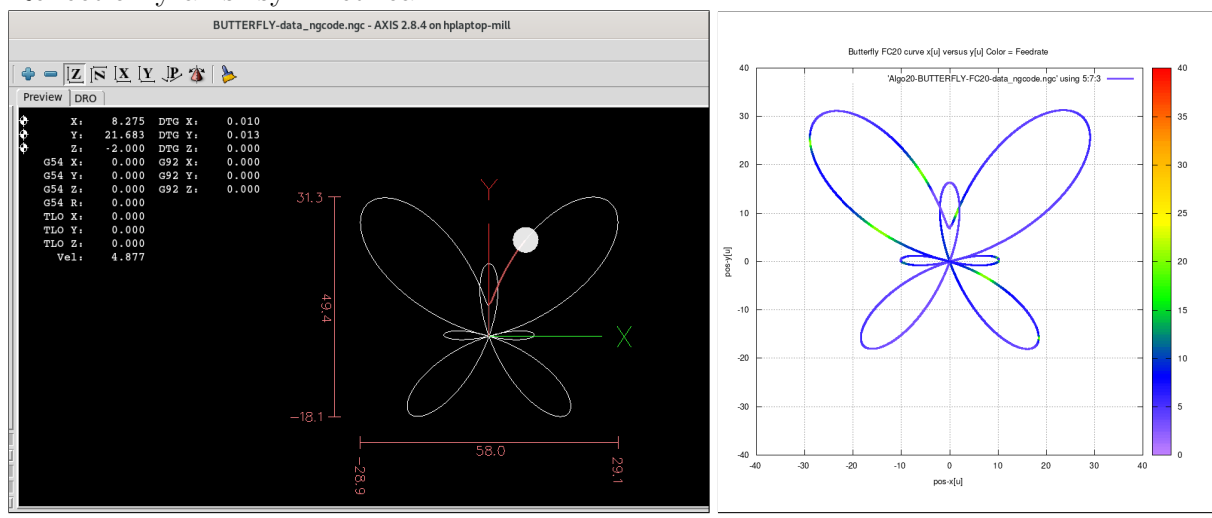 BUTTERFLY-data_ngcode.ngc - AXIS 2.8.4 on hplaptop-mill
Z N X Y P
Preview DRO
X: 8.275 DTG X: 0.010
Y: 21.683 DTG Y: 0.013
Z: -2.000 DTG Z: 0.000
G54 X: 0.000 G92 X: 0.000
G54 Y: 0.000 G92 Y: 0.000
G54 Z: 0.000 G92 Z: 0.000
G54 R: 0.000
TLO X: 0.000
TLO Y: 0.000
TLO Z: 0.000
Vel: 4.877
Y
31.3
49.4
X
-18.1
58.0
-28.9
29.1
Butterfly FC20 curve x[u] versus y[u] Color = Feedrate
'Algo20-BUTTERFLY-FC20-data_ngcode.ngc' using 5:7:3
40
30
20
10
0
-10
-20
-30
-40
pos-y[u]
-40 -30 -20 -10 0 10 20 30 40
pos-x[u]
40
35
30
25
20
15
10
5
0